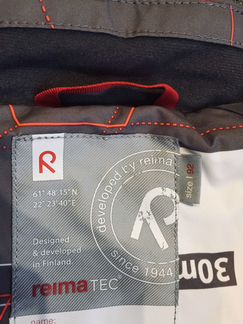 R
61° 48' 15"N
22° 23' 40"E
developed by reima
R
since 1944
size | 92
Designed
& developed
in Finland.
reimaTEC®
30m
name: